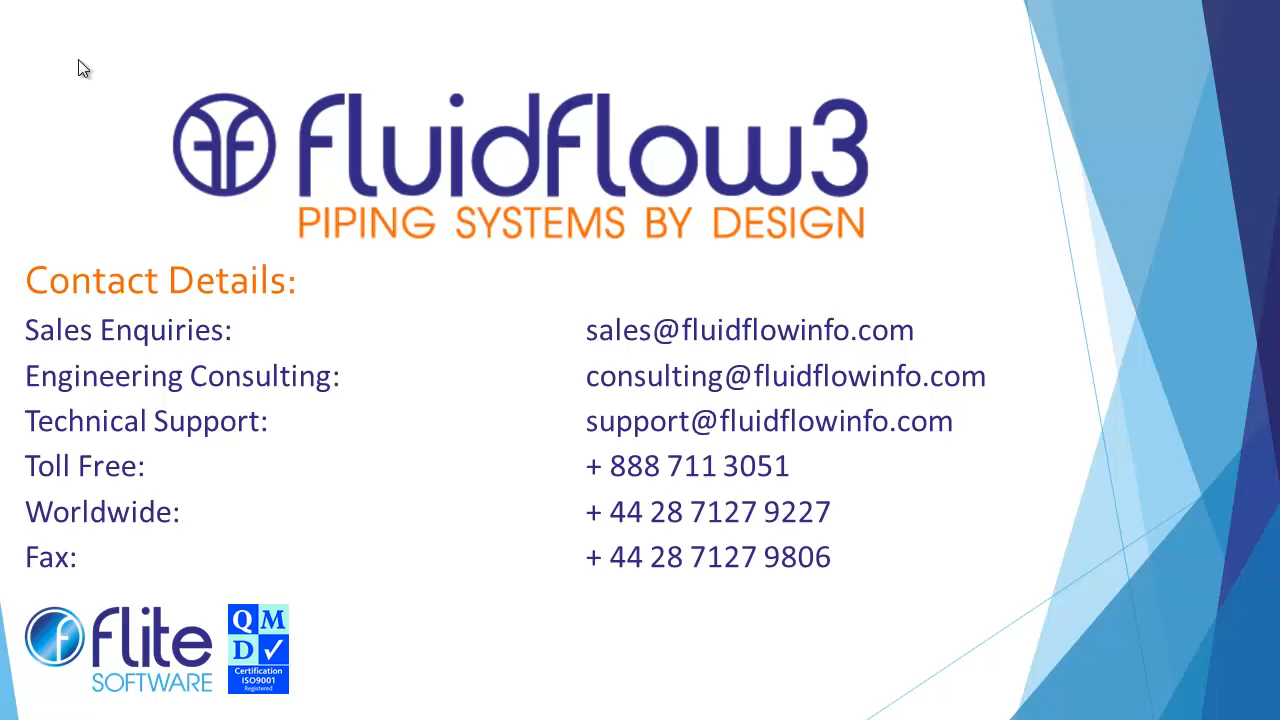 fluidflow3
PIPING SYSTEMS BY DESIGN
Contact Details:
Sales Enquiries: sales@fluidflowinfo.com
Engineering Consulting: consulting@fluidflowinfo.com
Technical Support: support@fluidflowinfo.com
Toll Free: + 888 711 3051
Worldwide: + 44 28 7127 9227
Fax: + 44 28 7127 9806
flite
SOFTWARE
Q M
D ✓
Certification
ISO9001
Registered